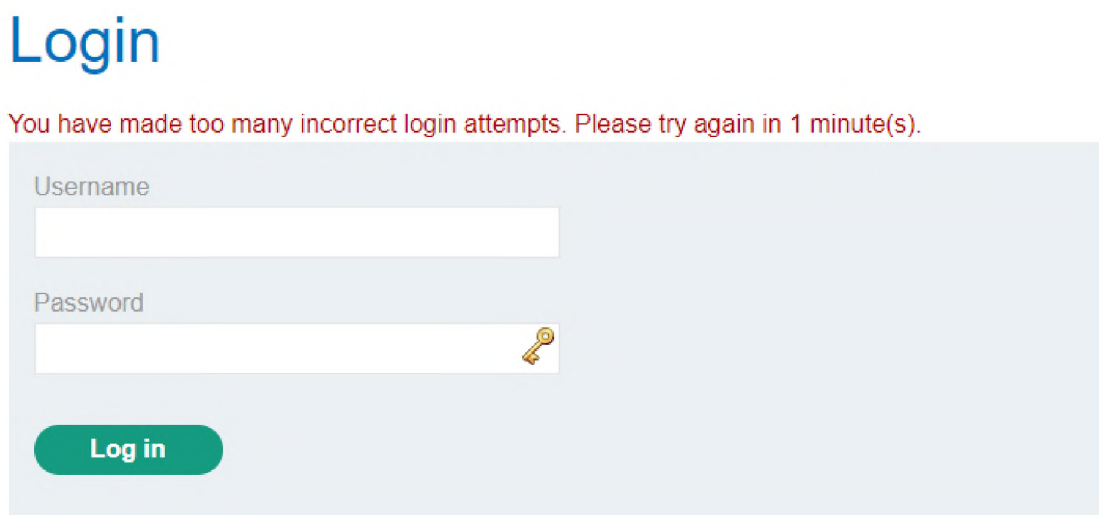 Login
You have made too many incorrect login attempts. Please try again in 1 minute(s).
Username
Password
Log in